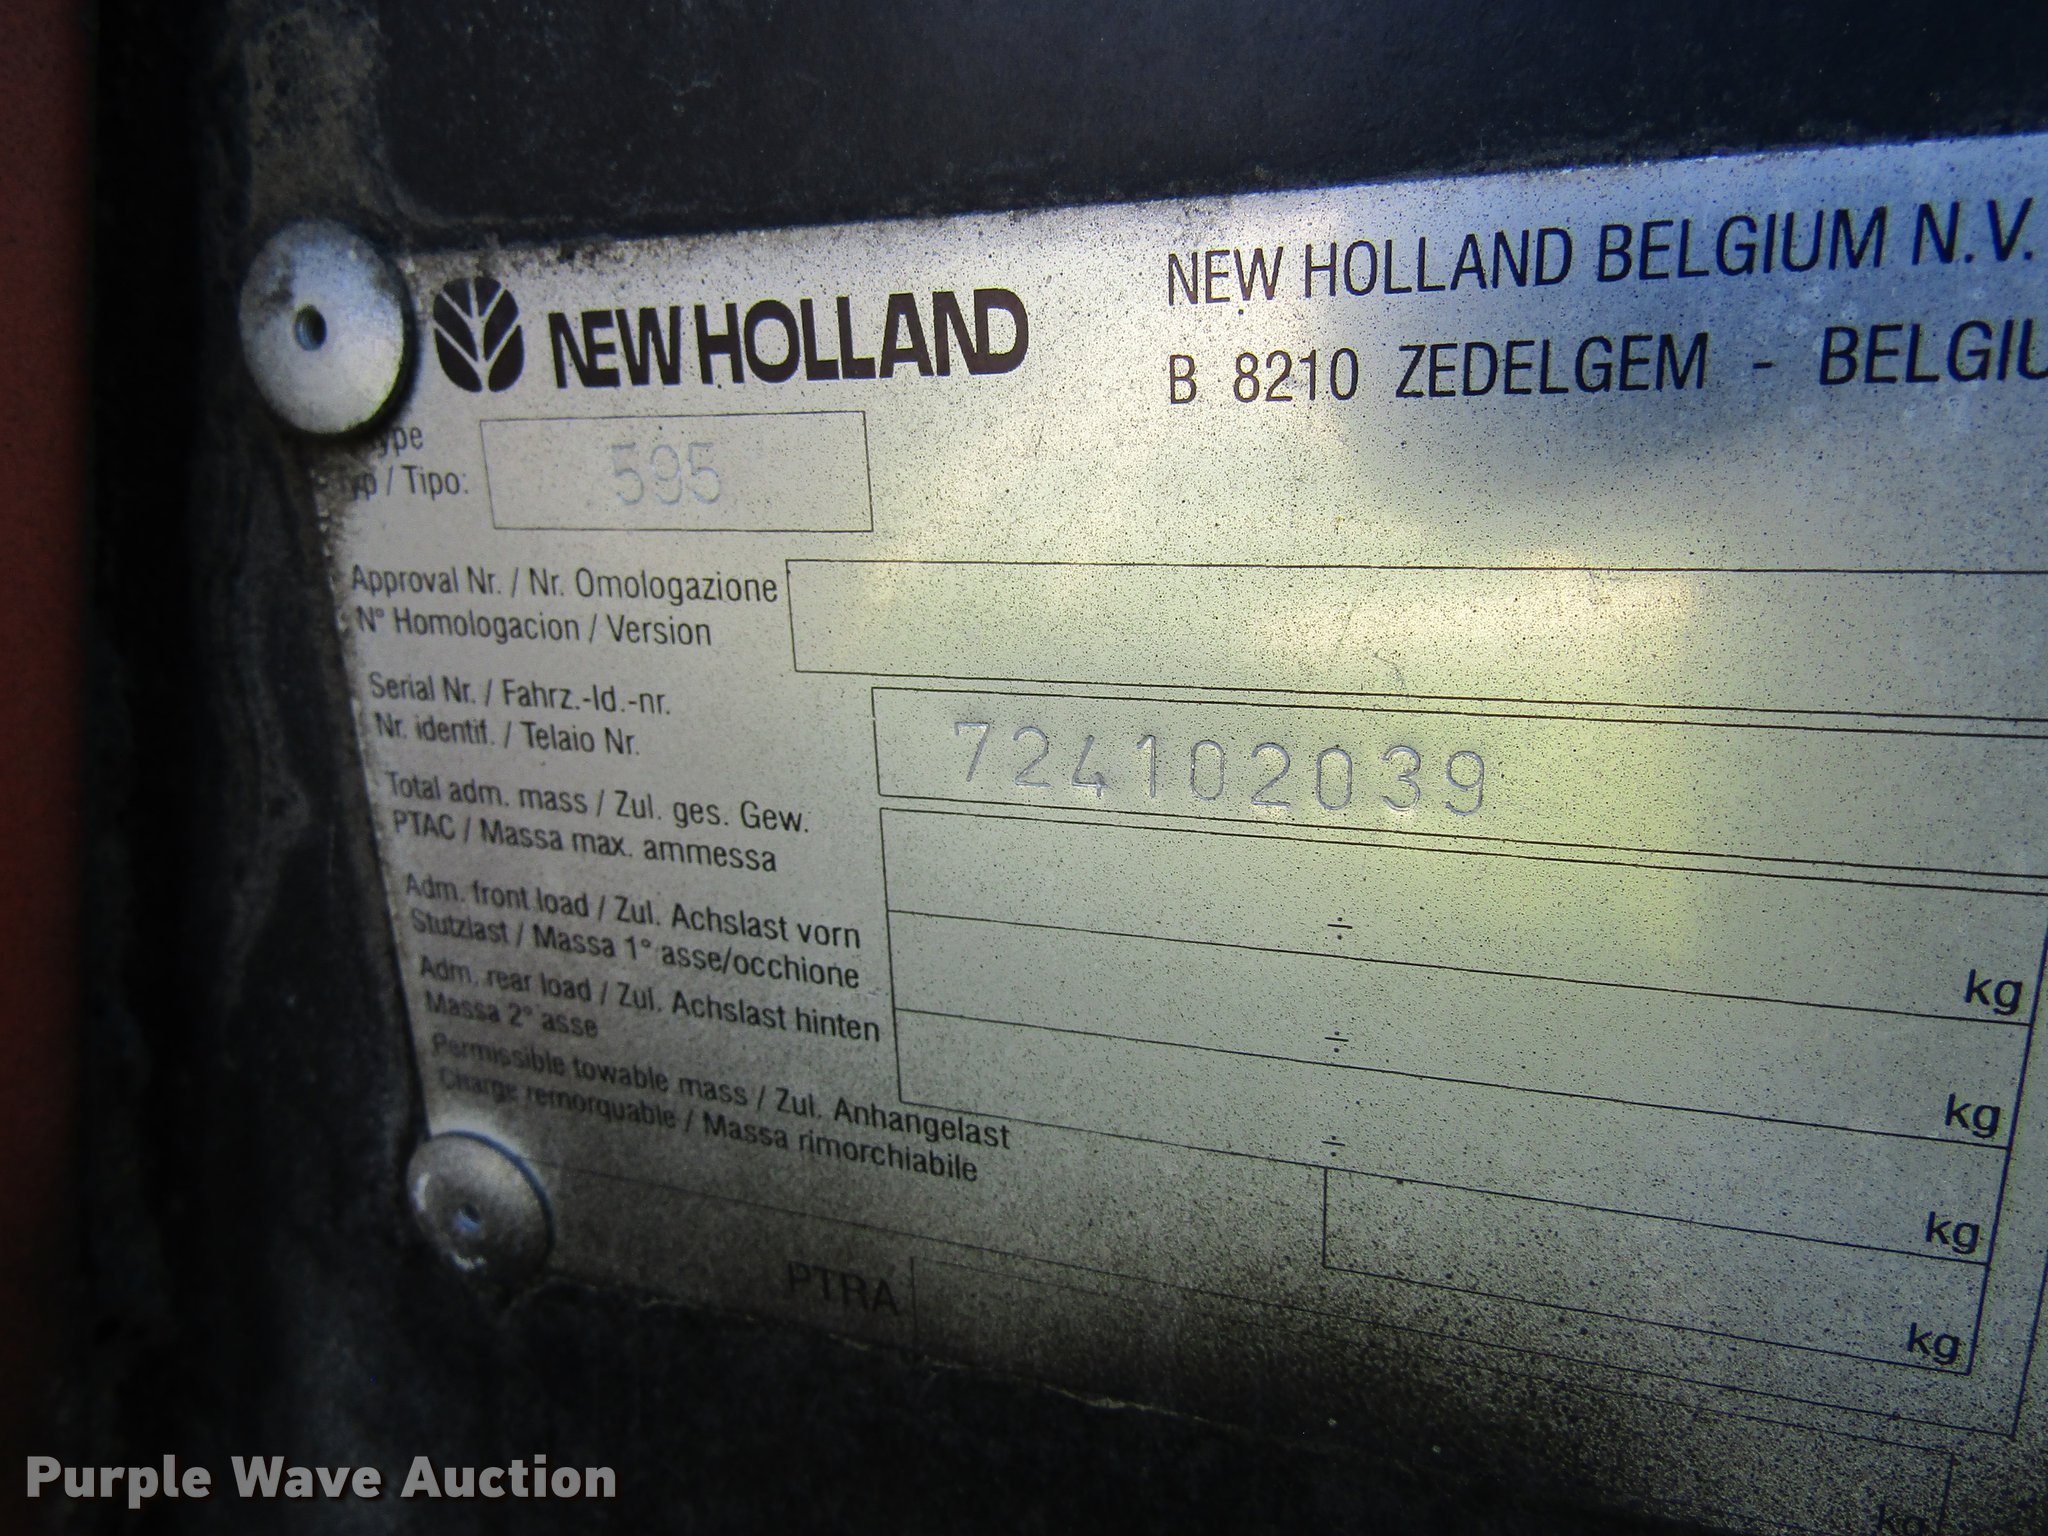 NEW HOLLAND
NEW HOLLAND BELGIUM N.V.
B 8210 ZEDELGEM - BELGIU
ype
yp / Tipo:
595
Approval Nr. / Nr. Omologazione
N° Homologacion / Version
Serial Nr. / Fahrz.-Id.-nr.
Nr. identif. / Telaio Nr.
724102039
Total adm. mass / Zul. ges. Gew.
PTAC / Massa max. ammessa
÷ kg
Adm. front load / Zul. Achslast vorn
Stutzlast / Massa 1° asse/occhione
÷ kg
Adm. rear load / Zul. Achslast hinten
Massa 2° asse
÷ kg
Permissible towable mass / Zul. Anhangelast
Charge remorquable / Massa rimorchiabile
kg
PTRA
kg
Purple Wave Auction